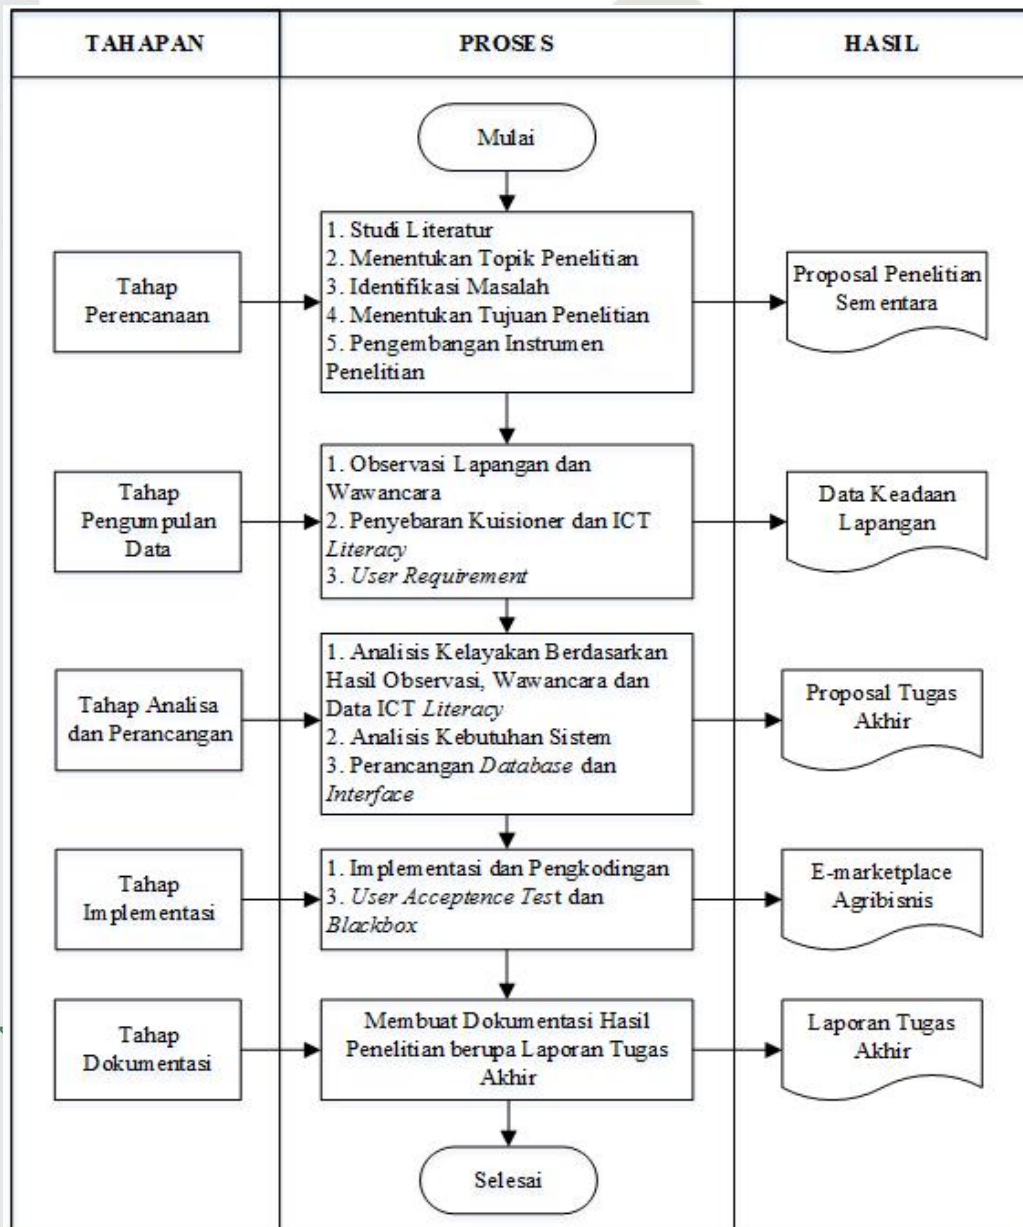 TAHAPAN
PROSES
HASIL
Mulai
Tahap
Perencanaan
1. Studi Literatur
2. Menentukan Topik Penelitian
3. Identifikasi Masalah
4. Menentukan Tujuan Penelitian
5. Pengembangan Instrumen
Penelitian
Proposal Penelitian
Sementara
Tahap
Pengumpulan
Data
1. Observasi Lapangan dan
Wawancara
2. Penyebaran Kuisioner dan ICT
Literacy
3. User Requirement
Data Keadaan
Lapangan
Tahap Analisa
dan Perancangan
1. Analisis Kelayakan Berdasarkan
Hasil Observasi, Wawancara dan
Data ICT Literacy
2. Analisis Kebutuhan Sistem
3. Perancangan Database dan
Interface
Proposal Tugas
Akhir
Tahap
Implementasi
1. Implementasi dan Pengkodingan
3. User Acceptence Test dan
Blackbox
E-marketplace
Agribisnis
Tahap
Dokumentasi
Membuat Dokumentasi Hasil
Penelitian berupa Laporan Tugas
Akhir
Laporan Tugas
Akhir
Selesai